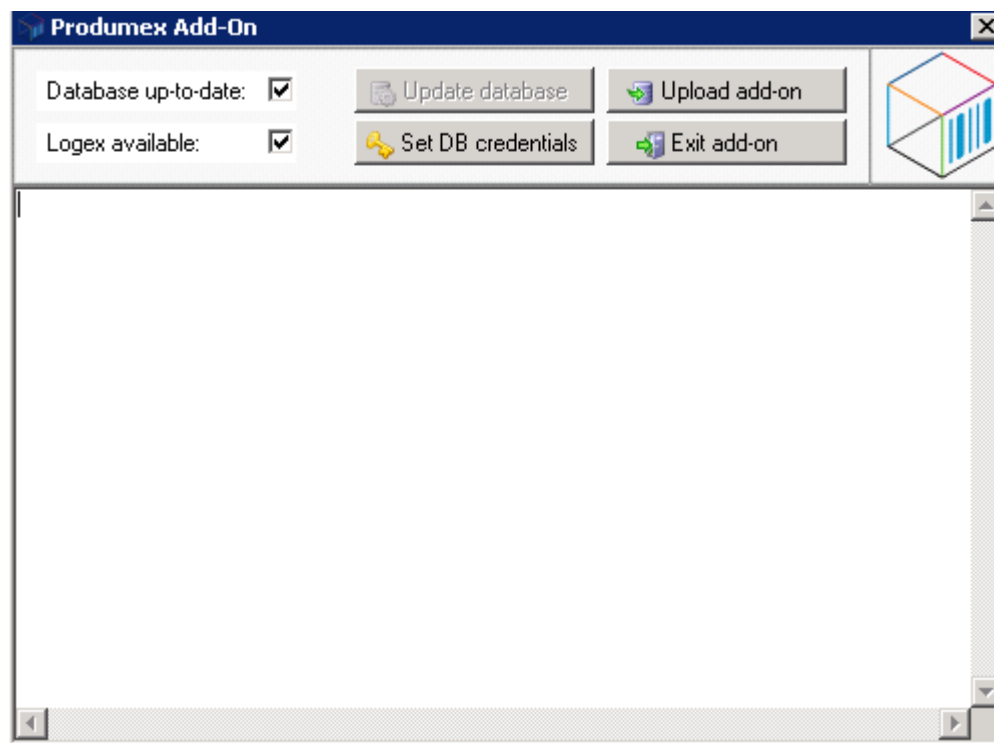 Produmex Add-On
Database up-to-date:
Update database
Upload add-on
Logex available:
Set DB credentials
Exit add-on